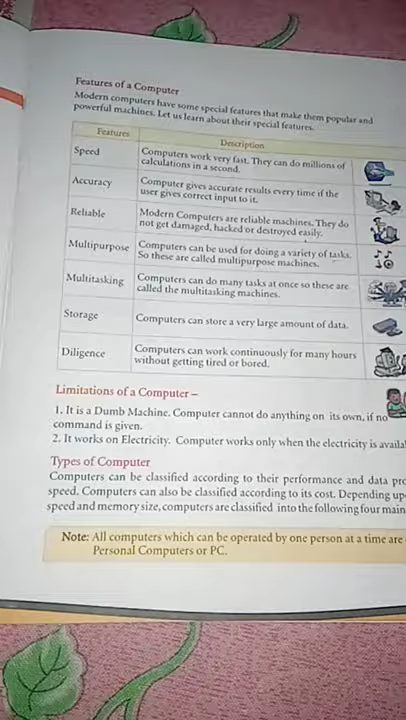 Features of a Computer
Modern computers have some special features that make them popular and
powerful machines. Let us learn about their special features.
Features Description
Speed Computers work very fast. They can do millions of
calculations in a second.
Accuracy Computer gives accurate results every time if the
user gives correct input to it.
Reliable Modern Computers are reliable machines. They do
not get damaged, hacked or destroyed easily.
Multipurpose Computers can be used for doing a variety of tasks.
So these are called multipurpose machines.
Multitasking Computers can do many tasks at once so these are
called the multitasking machines.
Storage Computers can store a very large amount of data.
Diligence Computers can work continuously for many hours
without getting tired or bored.
Limitations of a Computer –
1. It is a Dumb Machine. Computer cannot do anything on its own, if no
command is given.
2. It works on Electricity. Computer works only when the electricity is availa
Types of Computer
Computers can be classified according to their performance and data pro
speed. Computers can also be classified according to its cost. Depending up
speed and memory size, computers are classified into the following four main
Note: All computers which can be operated by one person at a time are
Personal Computers or PC.